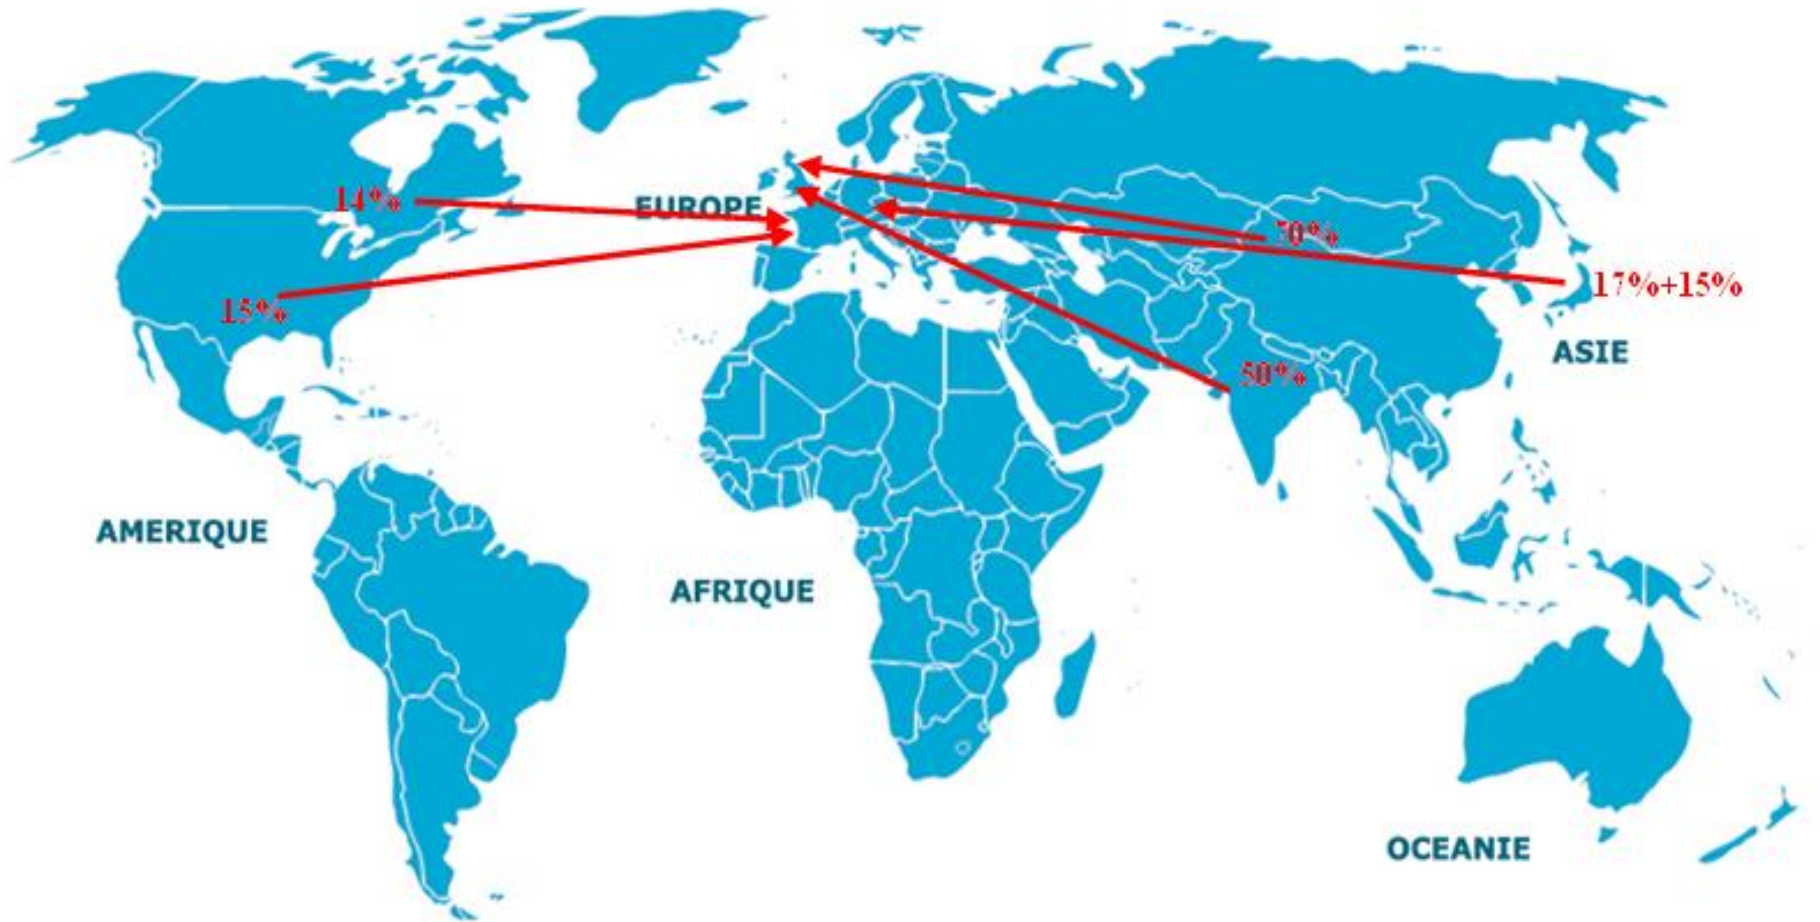 14%
EUROPE
70%
17%+15%
15%
ASIE
50%
AMERIQUE
AFRIQUE
OCEANIE